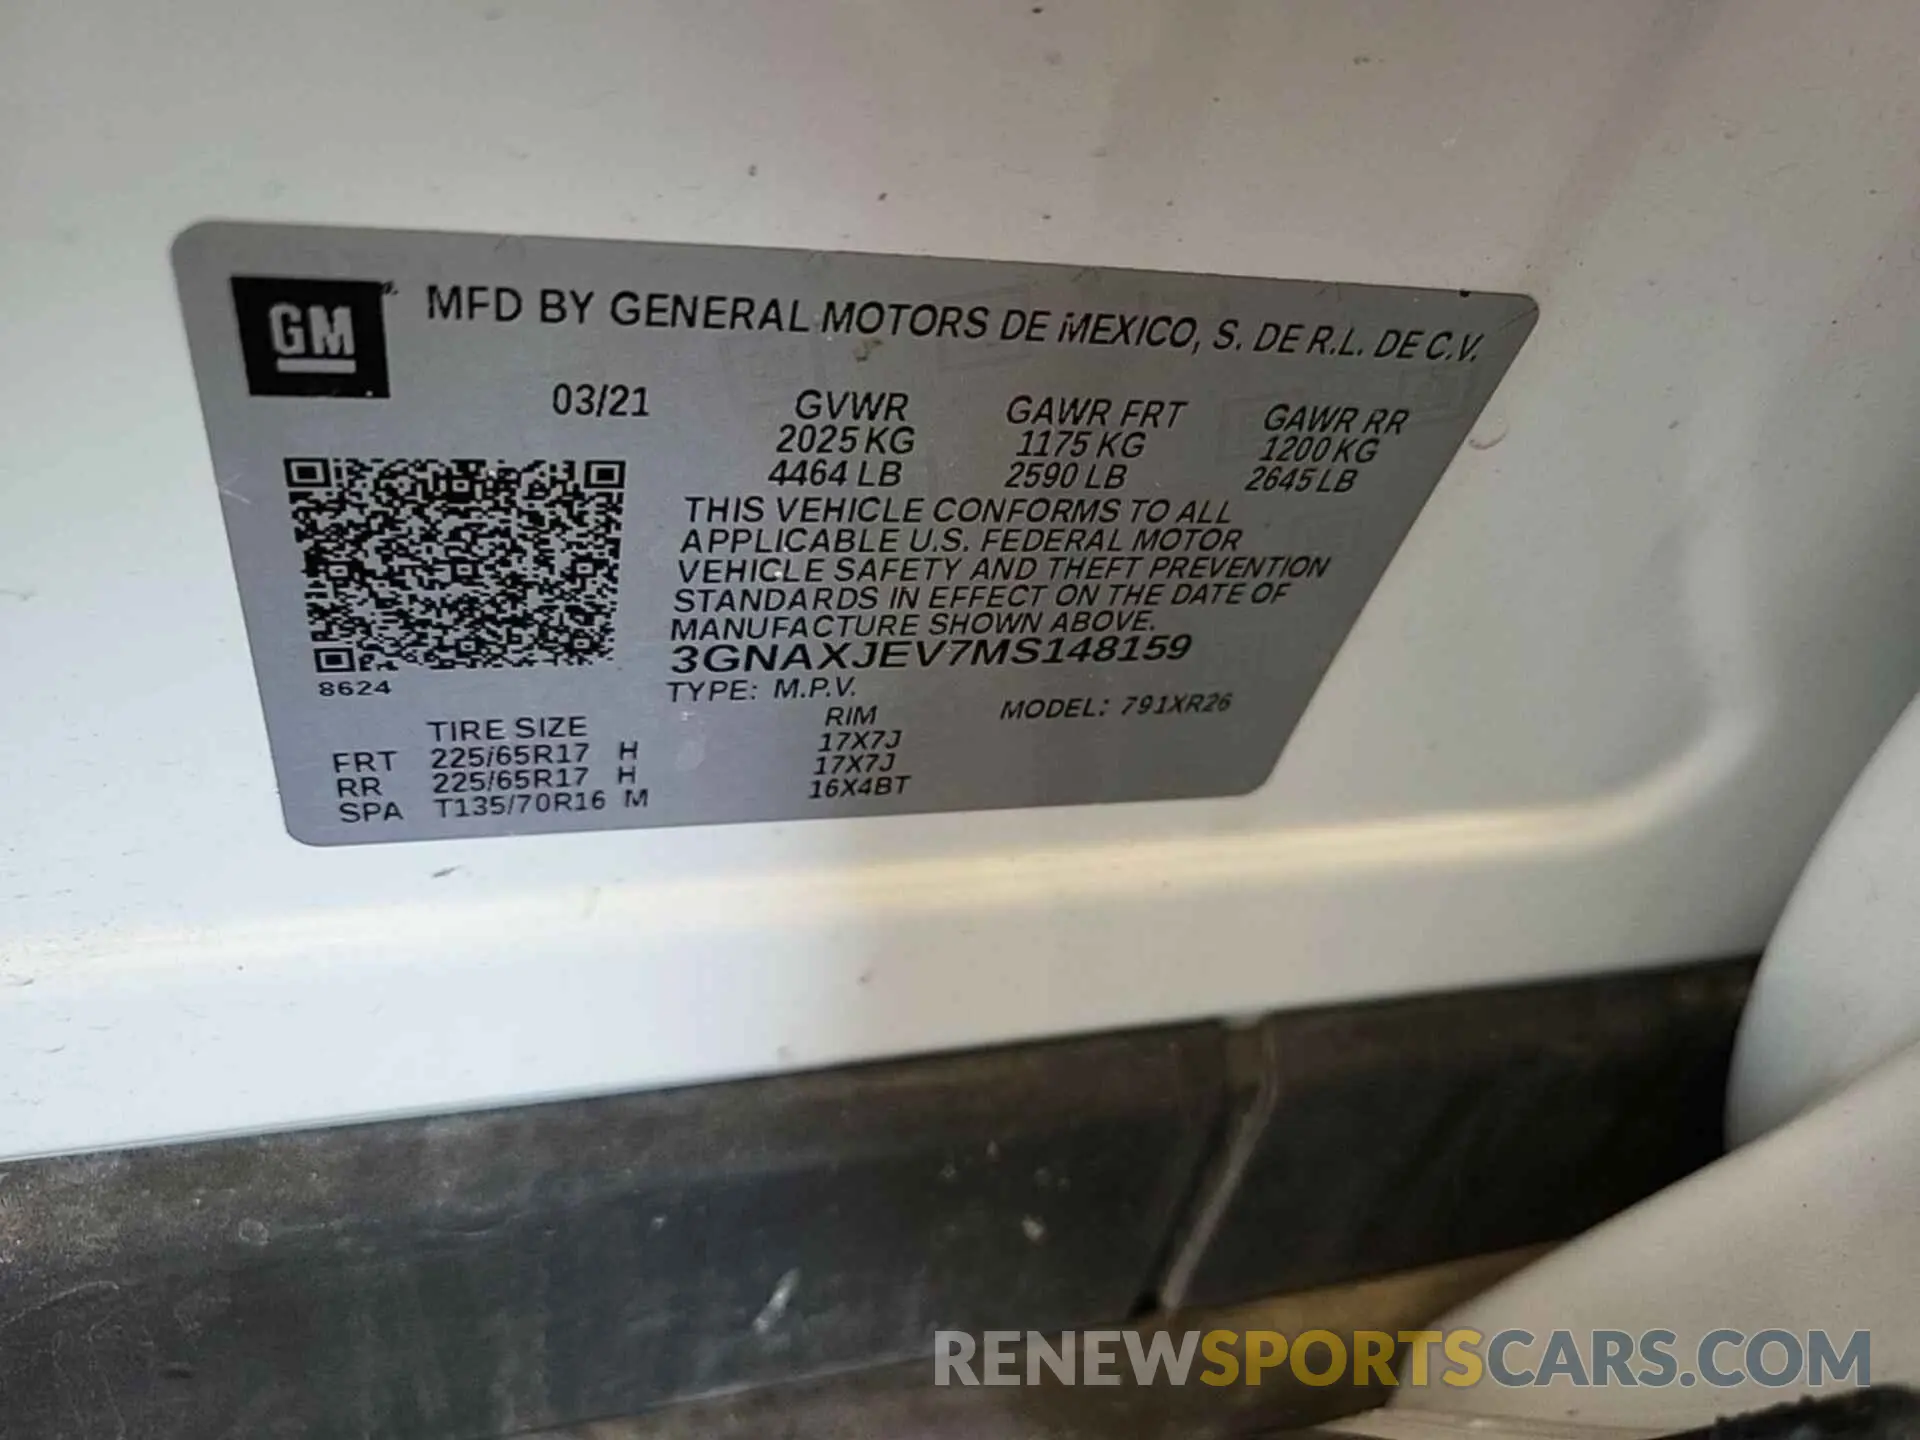 GM MFD BY GENERAL MOTORS DE MEXICO, S. DE R.L. DE C.V.
03/21
GVWR GAWR FRT GAWR RR
2025 KG 1175 KG 1200 KG
4464 LB 2590 LB 2645 LB
THIS VEHICLE CONFORMS TO ALL
APPLICABLE U.S. FEDERAL MOTOR
VEHICLE SAFETY AND THEFT PREVENTION
STANDARDS IN EFFECT ON THE DATE OF
MANUFACTURE SHOWN ABOVE.
3GNAXJEV7MS148159
8624
TYPE: M.P.V. MODEL: 791XR26
TIRE SIZE RIM
FRT 225/65R17 H 17X7J
RR 225/65R17 H 17X7J
SPA T135/70R16 M 16X4BT
RENEWSPORTSCARS.COM